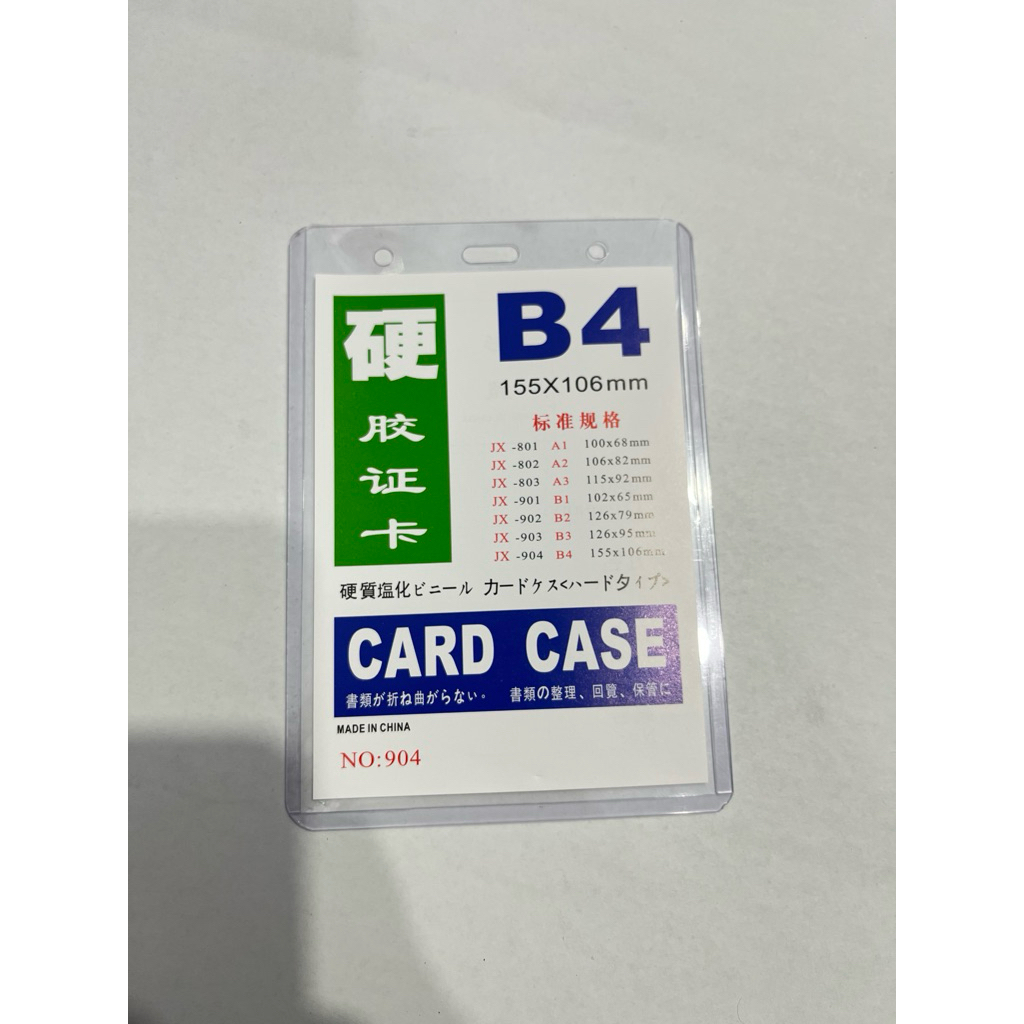 硬
胶
证
卡
B4
155X106mm
标准规格
JX -801 A1 100x68mm
JX -802 A2 106x82mm
JX -803 A3 115x92mm
JX -901 B1 102x65mm
JX -902 B2 126x79mm
JX -903 B3 126x95mm
JX -904 B4 155x106mm
硬質塩化ビニール カードケス<ハードタイプ>
CARD CASE
書類が折ね曲がらない。 書類の整理、回覧、保管に
MADE IN CHINA
NO:904